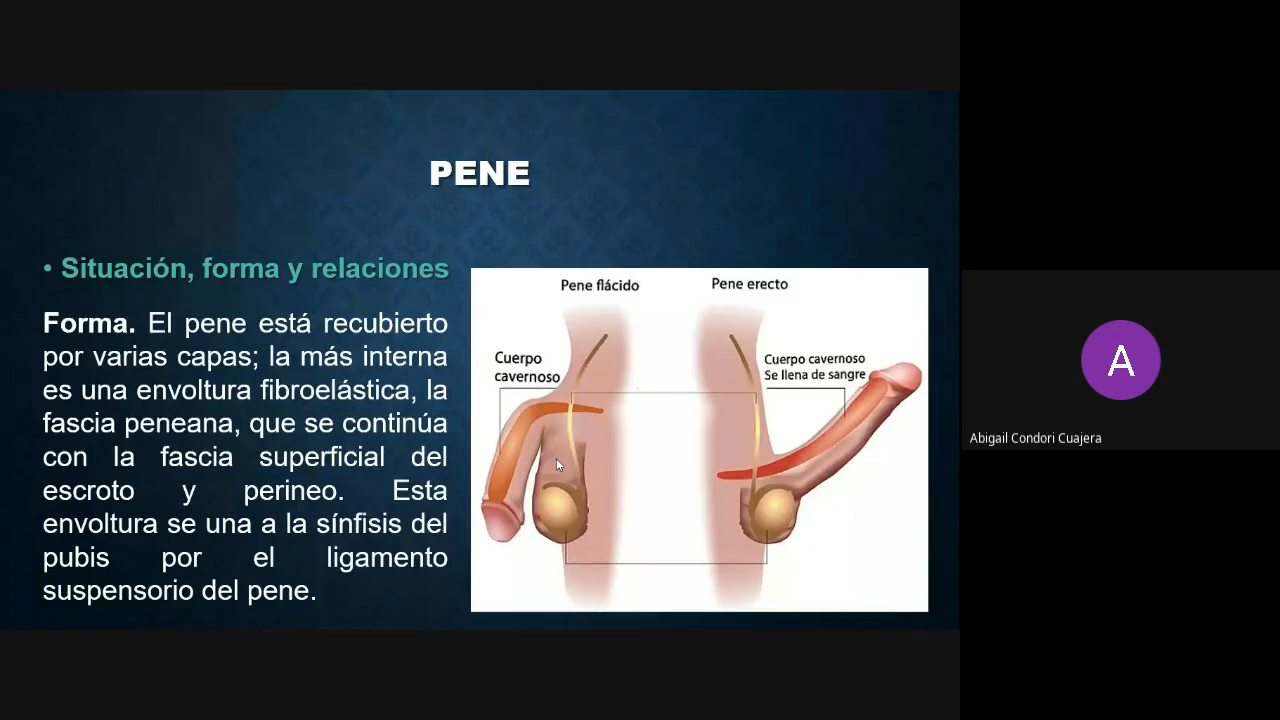 PENE
• Situación, forma y relaciones
Forma. El pene está recubierto
por varias capas; la más interna
es una envoltura fibroelástica, la
fascia peneana, que se continúa
con la fascia superficial del
escroto y perineo. Esta
envoltura se una a la sínfisis del
pubis por el ligamento
suspensorio del pene.
Pene flácido
Pene erecto
Cuerpo
cavernoso
Cuerpo cavernoso
Se llena de sangre
A
Abigail Condori Cuajera